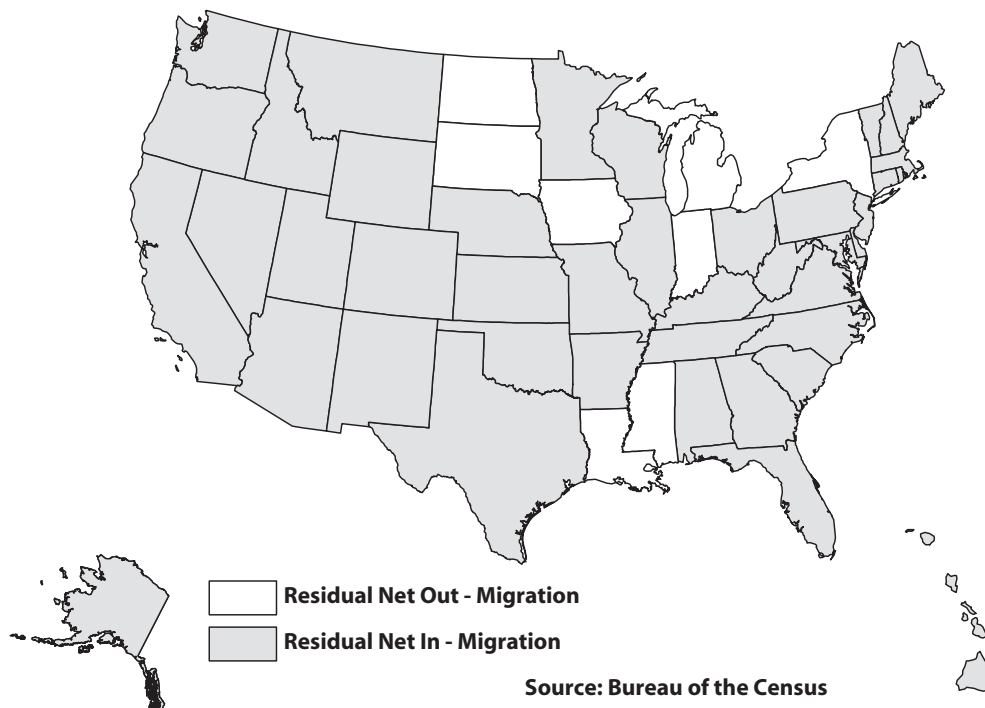 Residual Net Out - Migration
Residual Net In - Migration
Source: Bureau of the Census